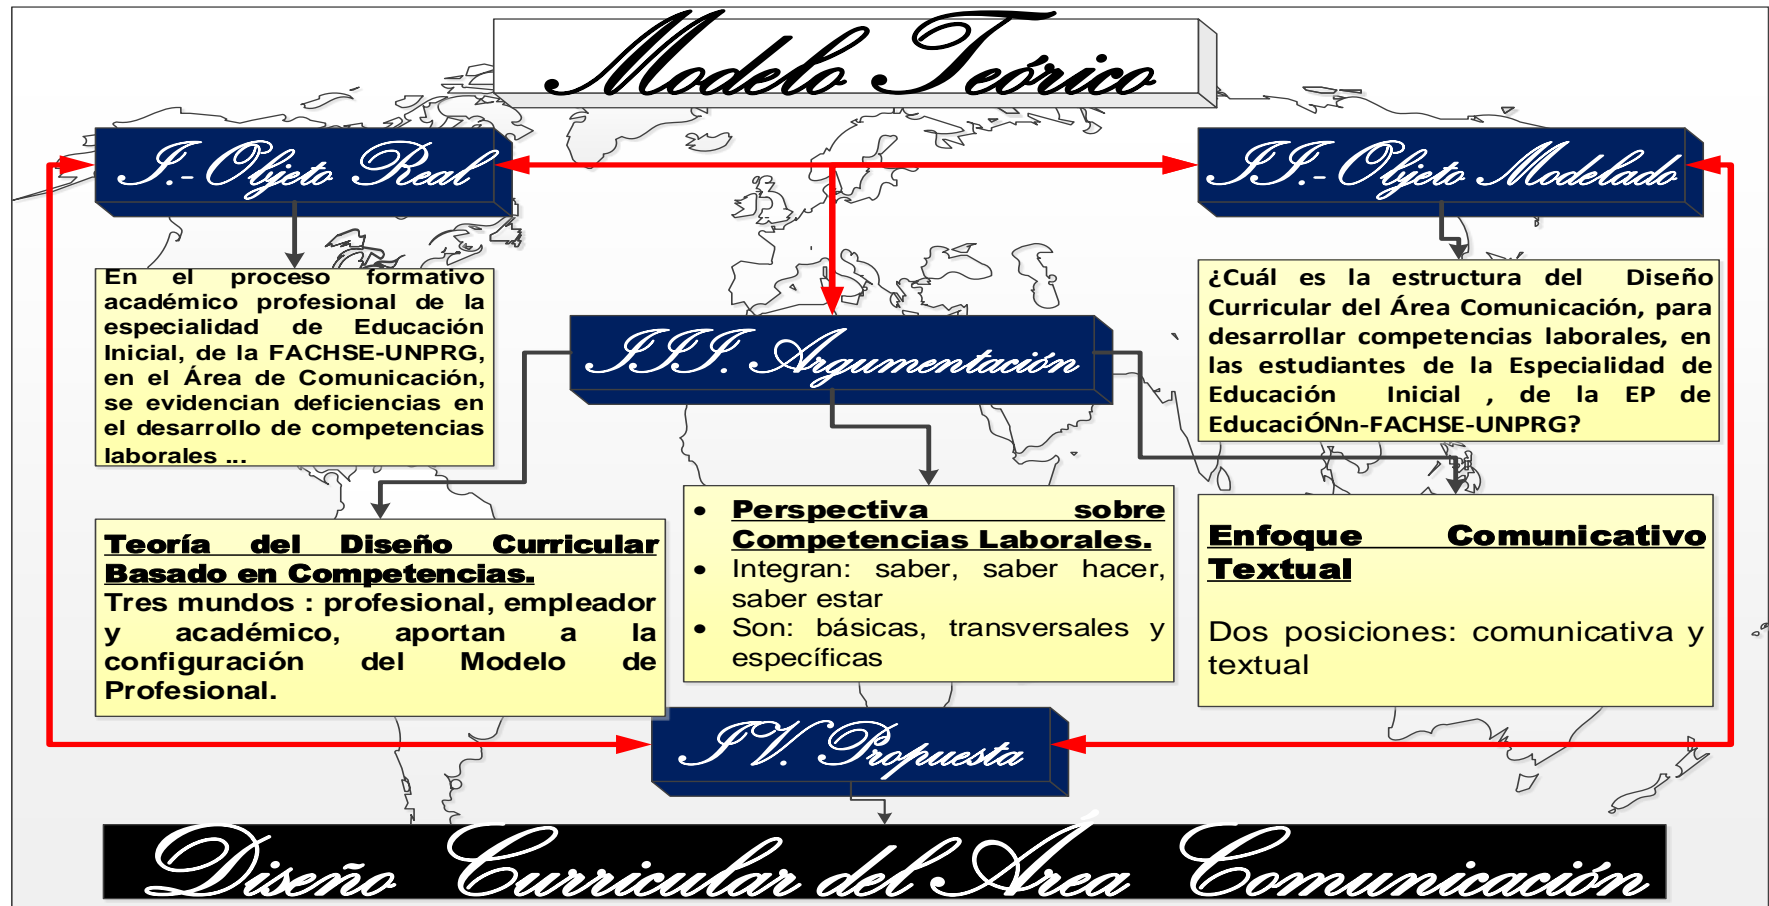 Modelo Teórico
I.- Objeto Real
II.- Objeto Modelado
En el proceso formativo
académico profesional de la
especialidad de Educación
Inicial, de la FACHSE-UNPRG,
en el Área de Comunicación,
se evidencian deficiencias en
el desarrollo de competencias
laborales ...
¿Cuál es la estructura del Diseño
Curricular del Área Comunicación, para
desarrollar competencias laborales, en
las estudiantes de la Especialidad de
Educación Inicial , de la EP de
EducaciÓNn-FACHSE-UNPRG?
III. Argumentación
Teoría del Diseño Curricular
Basado en Competencias.
Tres mundos : profesional, empleador
y académico, aportan a la
configuración del Modelo de
Profesional.
• Perspectiva sobre
Competencias Laborales.
• Integran: saber, saber hacer,
saber estar
• Son: básicas, transversales y
específicas
Enfoque Comunicativo
Textual
Dos posiciones: comunicativa y
textual
IV. Propuesta
Diseño Curricular del Área Comunicación